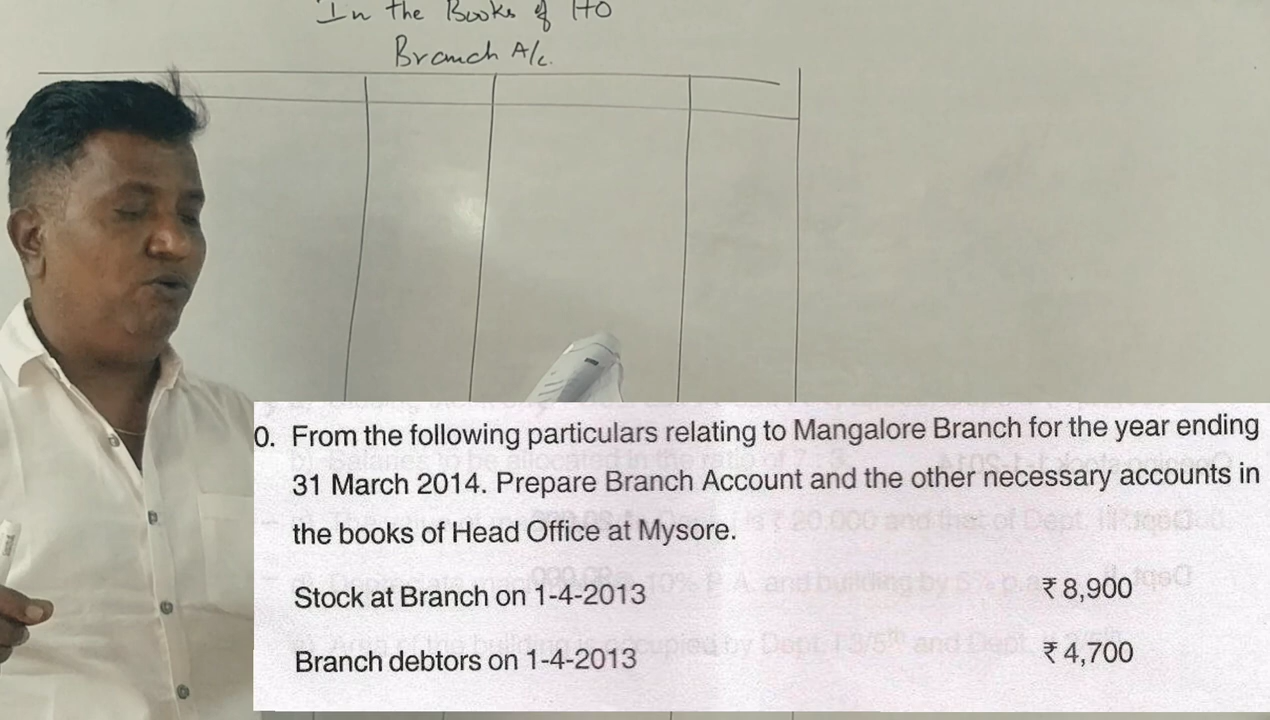 In the Books of HO
Branch A/c.
0. From the following particulars relating to Mangalore Branch for the year ending
31 March 2014. Prepare Branch Account and the other necessary accounts in
the books of Head Office at Mysore.
Stock at Branch on 1-4-2013 ₹ 8,900
Branch debtors on 1-4-2013 ₹ 4,700